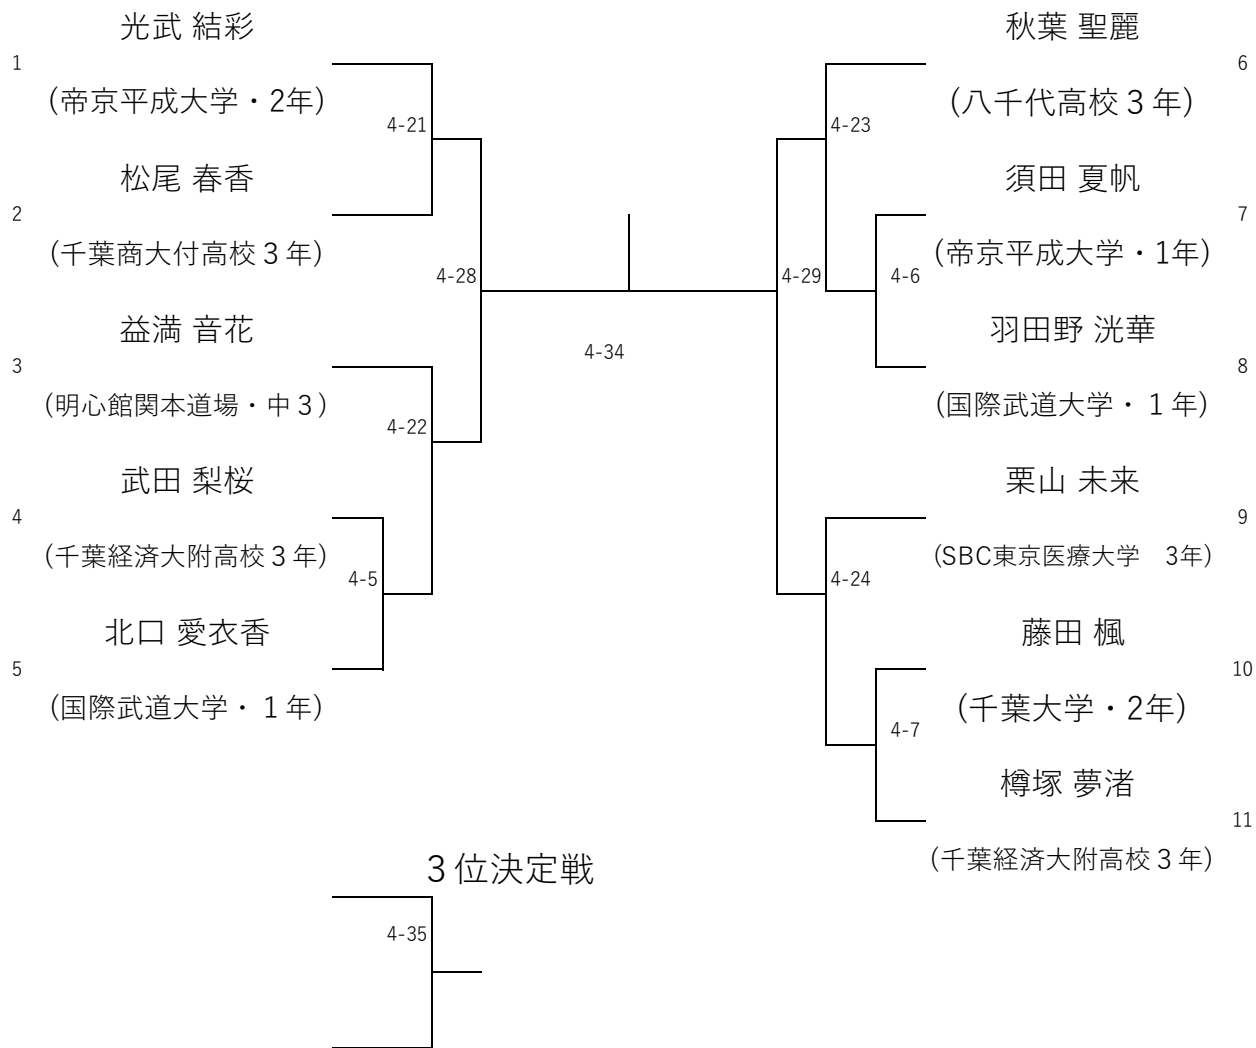 光武 結彩
1
(帝京平成大学・2年)
4-21
松尾 春香
2
(千葉商大付高校３年)
4-28
益満 音花
3
(明心館関本道場・中３)
4-22
武田 梨桜
4
(千葉経済大附高校３年)
4-5
北口 愛衣香
5
(国際武道大学・１年)
4-34
秋葉 聖麗
6
(八千代高校３年)
4-23
須田 夏帆
7
(帝京平成大学・1年)
4-29
4-6
羽田野 洸華
8
(国際武道大学・１年)
栗山 未来
9
(SBC東京医療大学　3年)
4-24
藤田 楓
10
(千葉大学・2年)
4-7
樽塚 夢渚
11
(千葉経済大附高校３年)
３位決定戦
4-35